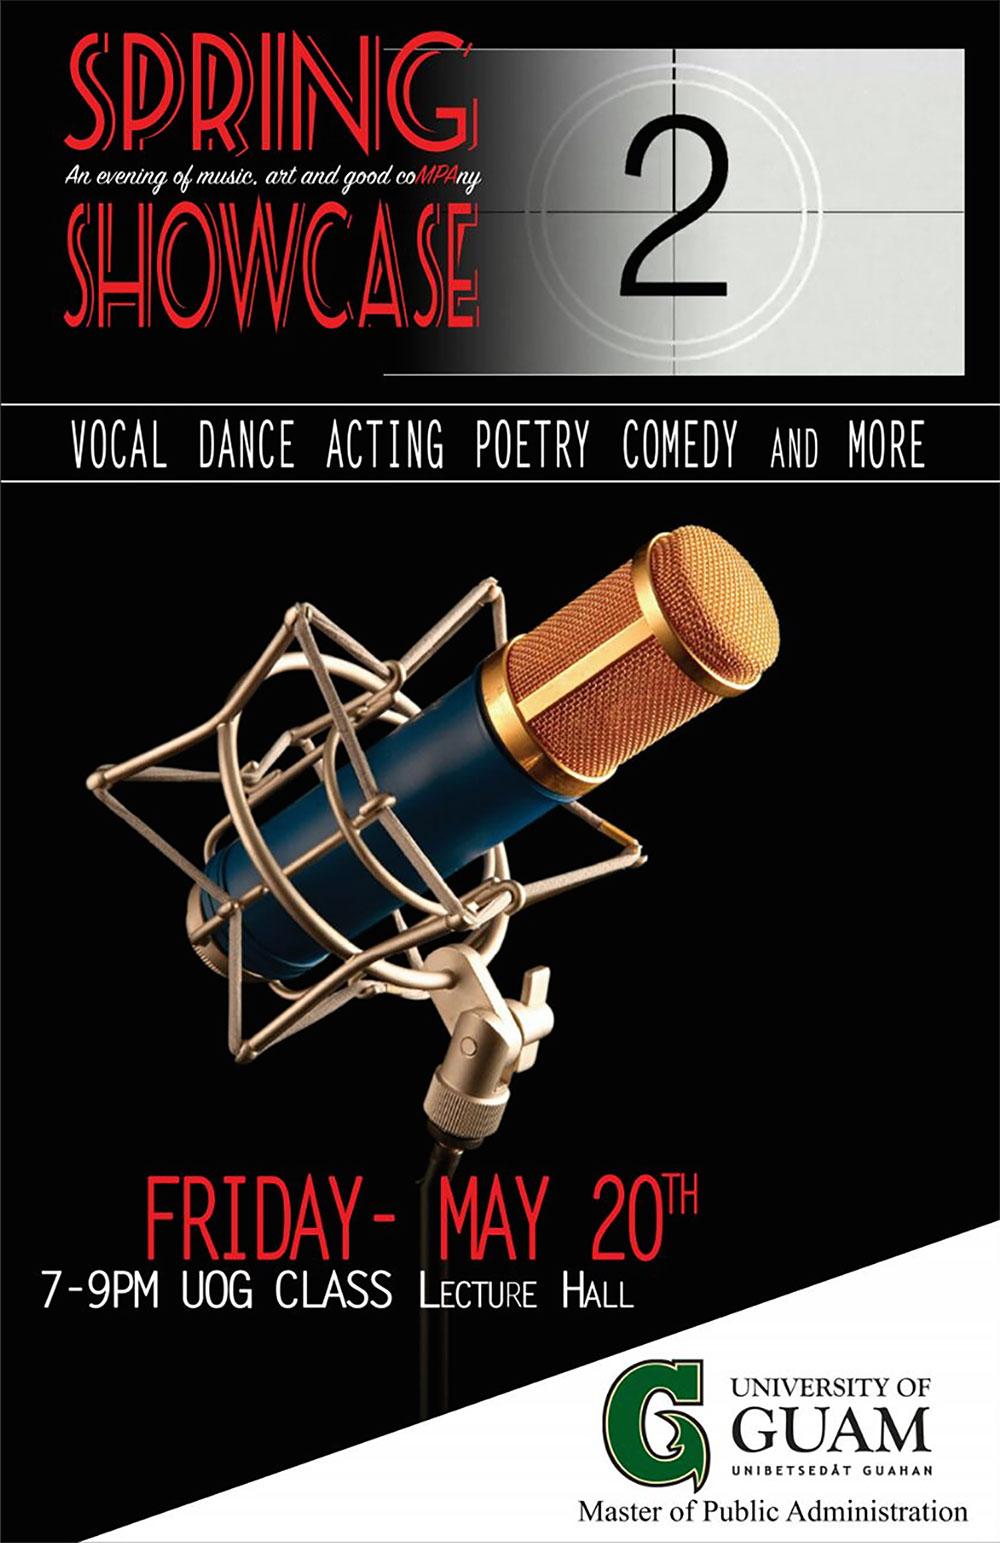 SPRING
An evening of music, art and good coMPAny
SHOWCASE
2
VOCAL DANCE ACTING POETRY COMEDY AND MORE
FRIDAY- MAY 20TH
7-9PM UOG CLASS LECTURE HALL
UNIVERSITY OF
GUAM
UNIBETSEDÅT GUAHAN
Master of Public Administration